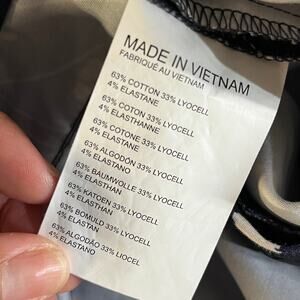 MADE IN VIETNAM
FABRIQUÉ AU VIETNAM
63% COTTON 33% LYOCELL
4% ELASTANE
63% COTON 33% LYOCELL
4% ELASTHANNE
63% COTONE 33% LYOCELL
4% ELASTANE
63% ALGODÓN 33% LYOCELL
4% ELASTANO
63% BAUMWOLLE 33% LYOCELL
4% ELASTHAN
63% KATOEN 33% LYOCELL
4% ELASTHAN
63% BOMULD 33% LYOCELL
4% ELASTAN
63% ALGODÃO 33% LIOCEL
4% ELASTANO